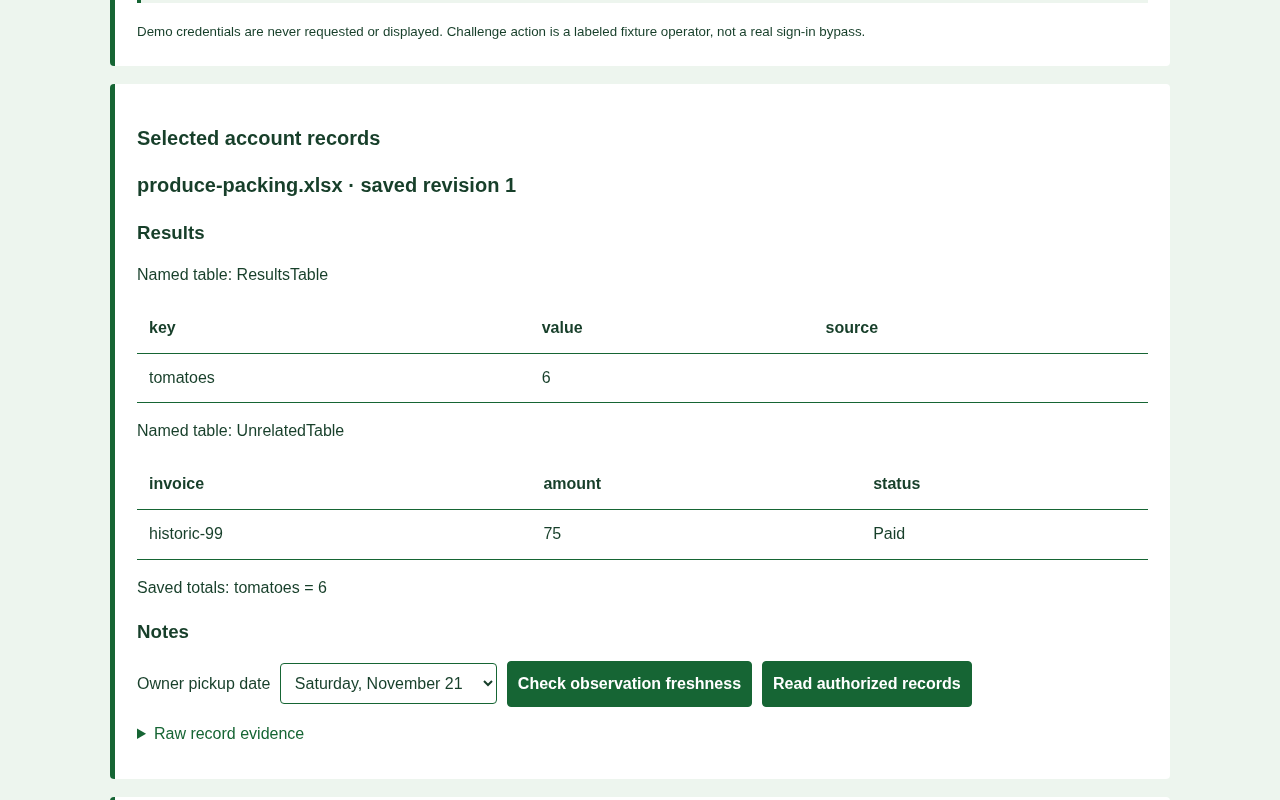 Demo credentials are never requested or displayed. Challenge action is a labeled fixture operator, not a real sign-in bypass.
Selected account records
produce-packing.xlsx · saved revision 1
Results
Named table: ResultsTable
key value source
tomatoes 6
Named table: UnrelatedTable
invoice amount status
historic-99 75 Paid
Saved totals: tomatoes = 6
Notes
Owner pickup date Saturday, November 21 Check observation freshness Read authorized records
Raw record evidence